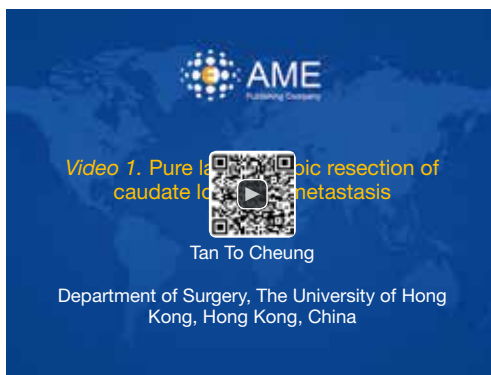 AME
Publishing Company
Video 1. Pure la pic resection of
caudate lo metastasis
Tan To Cheung
Department of Surgery, The University of Hong
Kong, Hong Kong, China